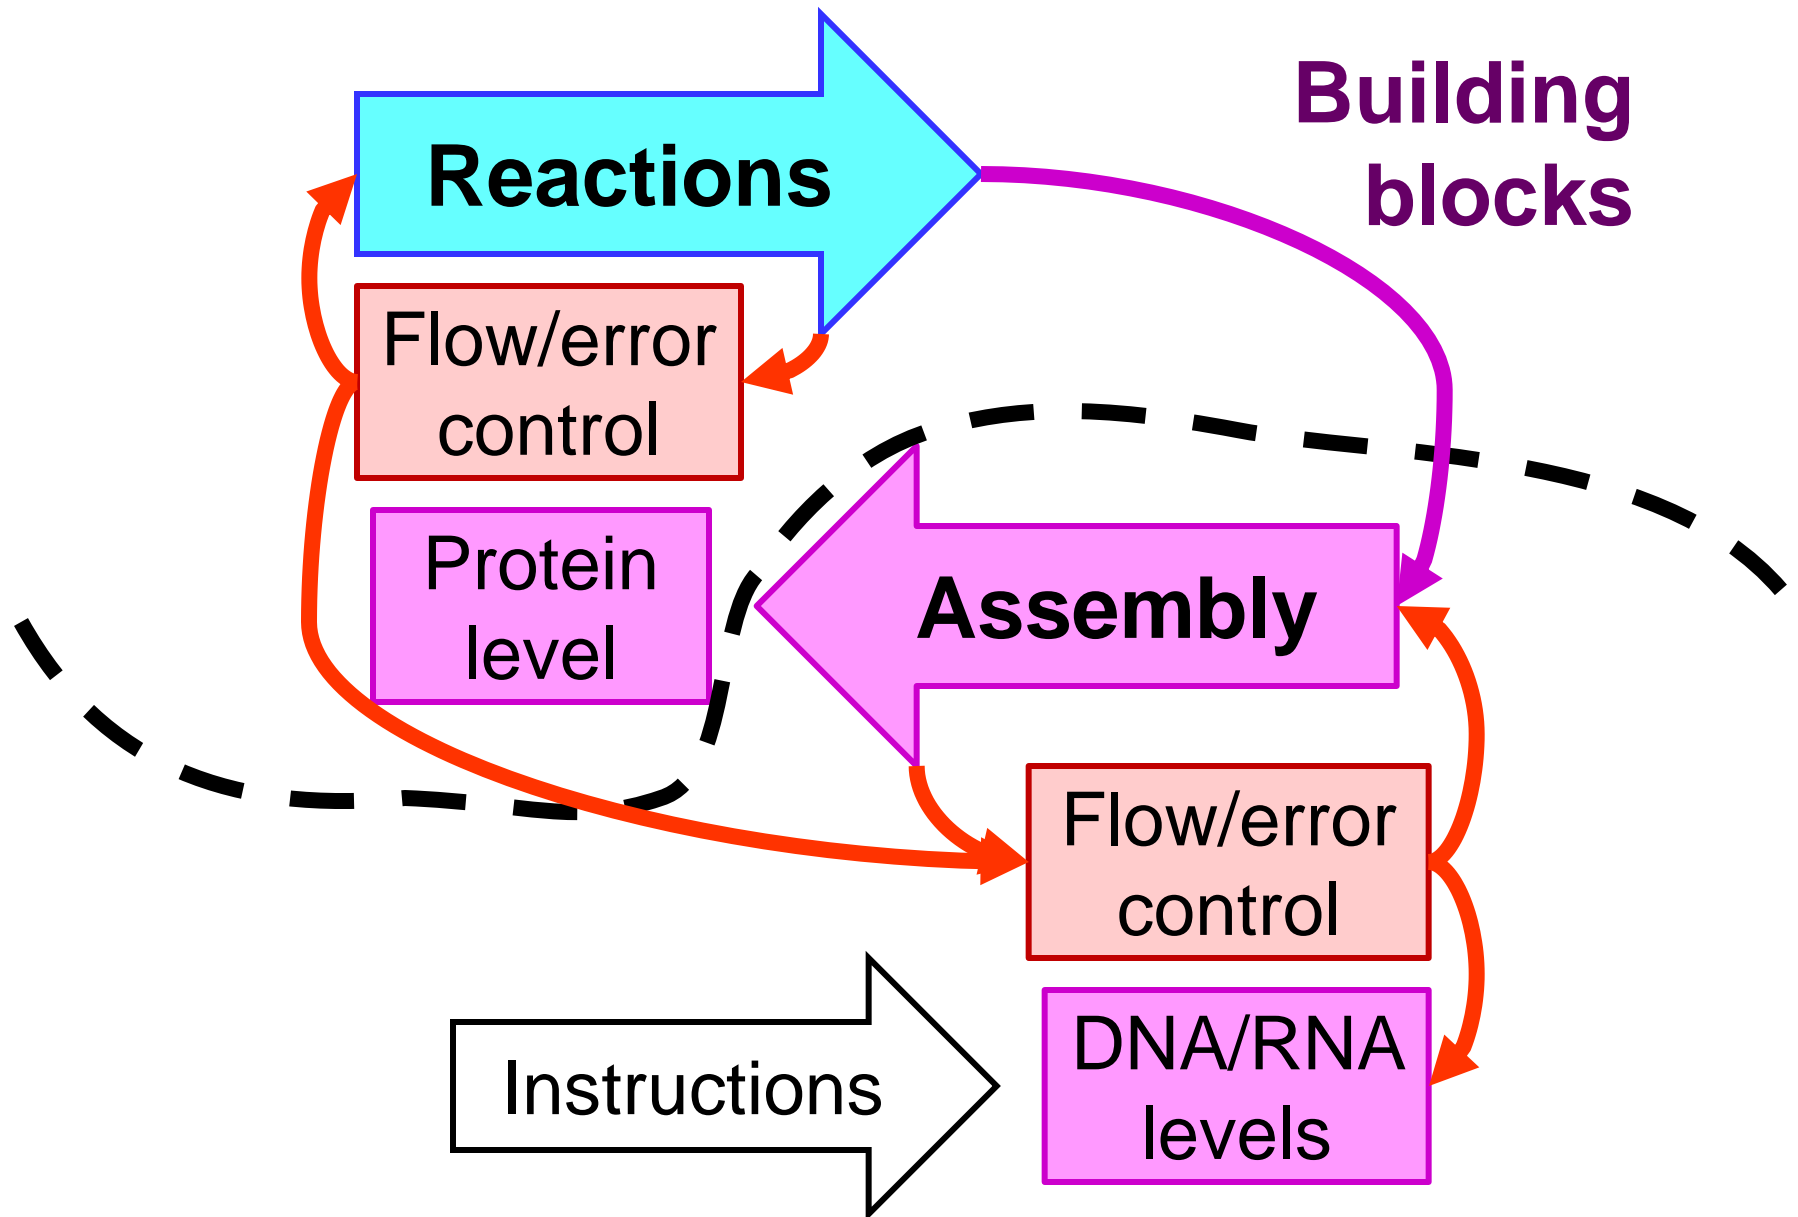 Building
blocks
Reactions
Flow/error
control
Protein
level
Assembly
Flow/error
control
Instructions
DNA/RNA
levels